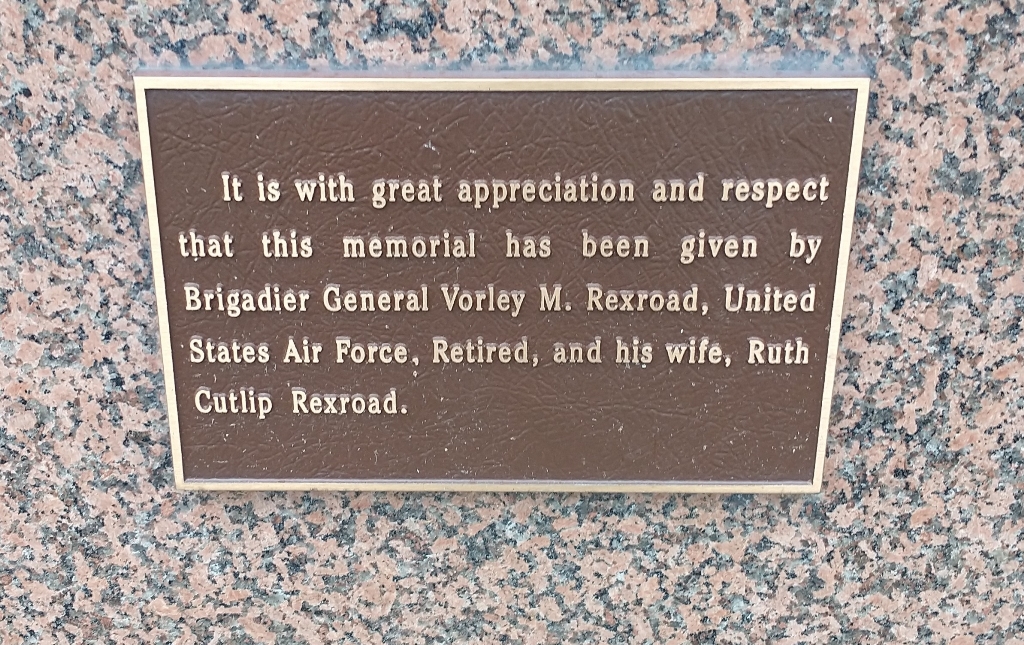 It is with great appreciation and respect
that this memorial has been given by
Brigadier General Vorley M. Rexroad, United
States Air Force, Retired, and his wife, Ruth
Cutlip Rexroad.